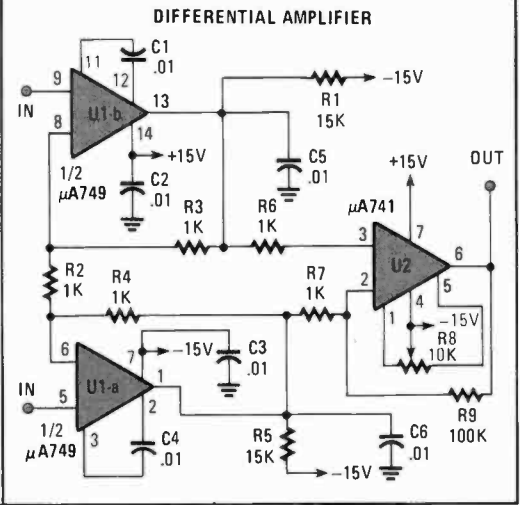 DIFFERENTIAL AMPLIFIER
C1
.01
11
12
9
IN
8
U1-b
13
14
+15V
1/2
µA749
C2
.01
R1
15K
−15V
C5
.01
+15V
OUT
R3
1K
R6
1K
µA741
3
7
6
U2
2
5
1
4
−15V
R8
10K
R2
1K
R4
1K
R7
1K
6
7
−15V
C3
.01
IN
5
U1-a
1
2
3
1/2
µA749
C4
.01
R5
15K
−15V
C6
.01
R9
100K